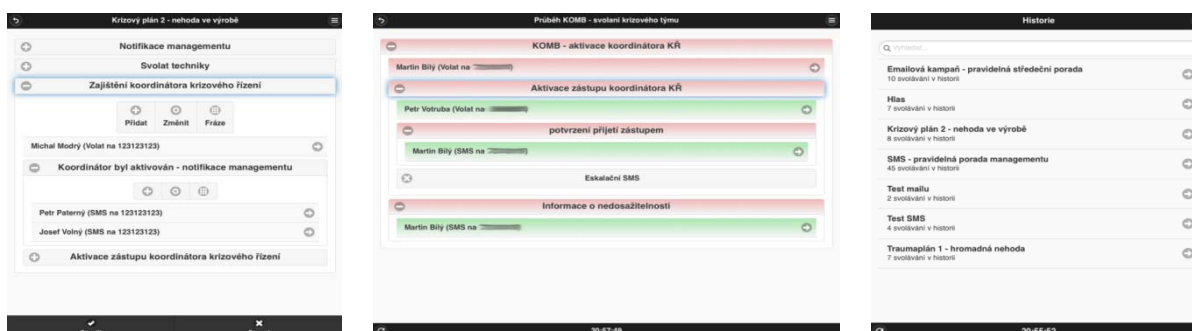 Krizový plán 2 - nehoda ve výrobě
Notifikace managementu
Svolat techniky
Zajištění koordinátora krizového řízení
Přidat Změnit Fráze
Michal Modrý (Volat na 123123123)
Koordinátor byl aktivován - notifikace managementu
Petr Paterný (SMS na 123123123)
Josef Volný (SMS na 123123123)
Aktivace zástupu koordinátora krizového řízení
Průběh KOMB - svolaní krizového týmu
KOMB - aktivace koordinátora KŘ
Martin Bílý (Volat na
Aktivace zástupu koordinátora KŘ
Petr Votruba (Volat na
potvrzení přijetí zástupem
Martin Bílý (SMS na
Eskalační SMS
Informace o nedosažitelnosti
Martin Bílý (SMS na
20:57:49
Historie
Vyhledat...
Emailová kampaň - pravidelná středeční porada
10 svolávání v historii
Hlas
7 svolávání v historii
Krizový plán 2 - nehoda ve výrobě
8 svolávání v historii
SMS - pravidelná porada managementu
45 svolávání v historii
Test mailu
2 svolávání v historii
Test SMS
4 svolávání v historii
Traumaplán 1 - hromadná nehoda
7 svolávání v historii
20:55:52